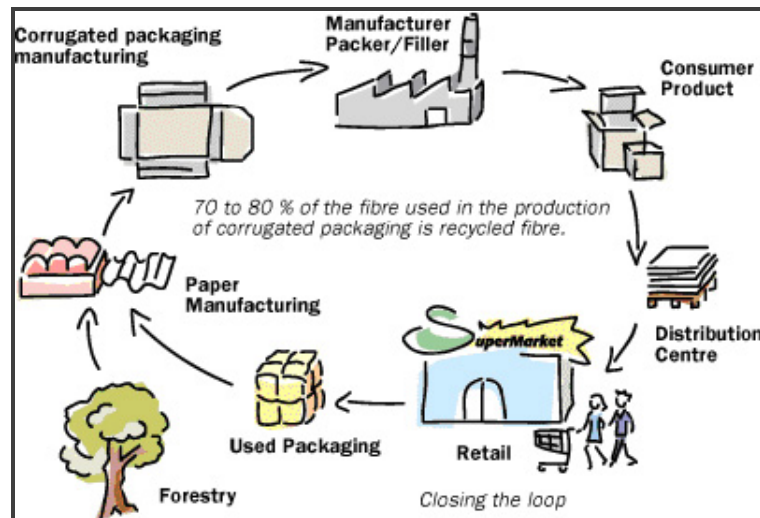 Corrugated packaging
manufacturing
Manufacturer
Packer/Filler
Consumer
Product
70 to 80 % of the fibre used in the production
of corrugated packaging is recycled fibre.
Paper
Manufacturing
SuperMarket
Distribution
Centre
Used Packaging
Retail
Forestry
Closing the loop